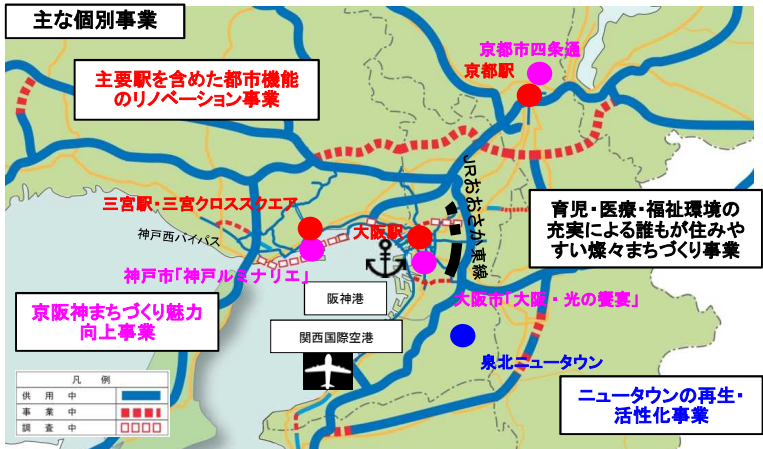 主な個別事業
京都市四条通
京都駅
主要駅を含めた都市機能
のリノベーション事業
JRおおさか東線
三宮駅・三宮クロススクエア
大阪駅
育児・医療・福祉環境の
充実による誰もが住みや
すい燦々まちづくり事業
神戸西バイパス
神戸市「神戸ルミナリエ」
阪神港
大阪市「大阪・光の饗宴」
京阪神まちづくり魅力
向上事業
関西国際空港
泉北ニュータウン
凡 例
供 用 中
事 業 中
調 査 中
ニュータウンの再生・
活性化事業